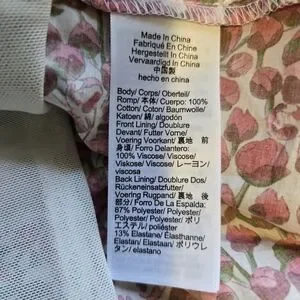 Made In China
Fabriqué En Chine
Hergestellt In China
Vervaardigd In China
中国製
hecho en china
Body/ Corps/ Oberteil/
Romp/ 本体/ Cuerpo: 100%
Cotton/ Coton/ Baumwolle/
Katoen/ 綿/ algodón
Front Lining/ Doublure
Devant/ Futter Vorne/
Voering Voorkant/ 裏地 前
身頃/ Forro Delantero:
100% Viscose/ Viscose/
Viskose/ Viscose/ レーヨン/
viscosa
Back Lining/ Doublure Dos/
Rückeneinsatzfutter/
Voering Rugpand/ 裏地 後
部分/ Forro De La Espalda:
87% Polyester/ Polyester/
Polyester/ Polyester/ ポリ
エステル/ poliéster
13% Elastane/ Élasthanne/
Elastan/ Elastaan/ ポリウレ
タン/ elastano